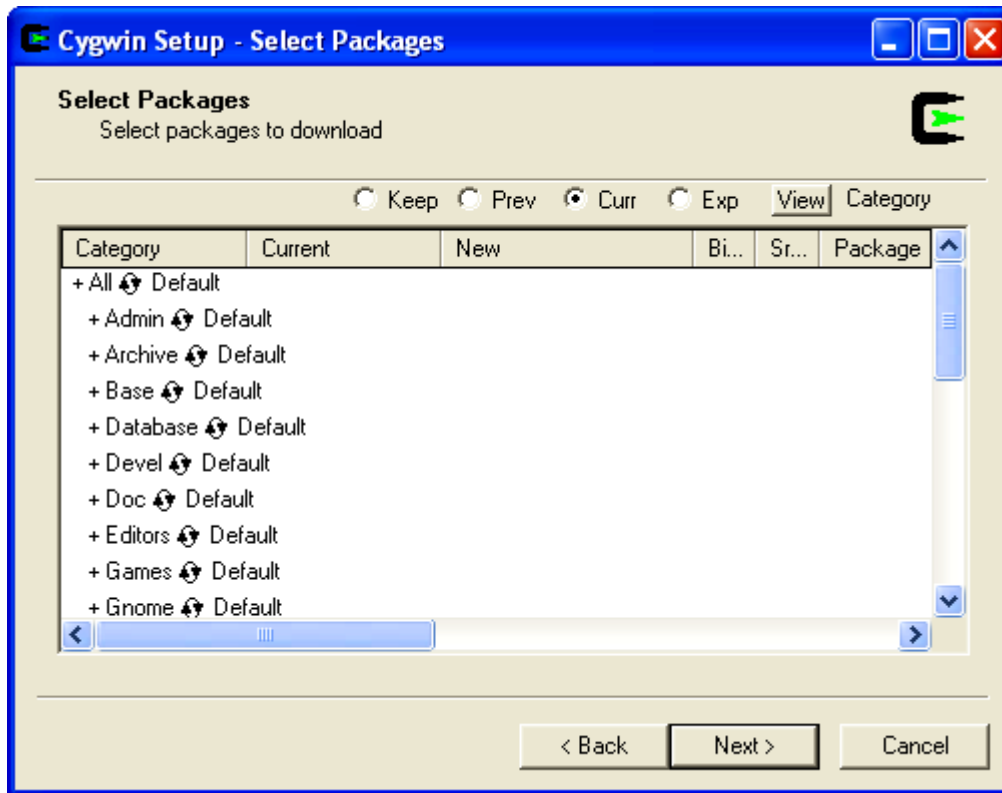 Cygwin Setup - Select Packages
Select Packages
Select packages to download
Keep Prev Curr Exp View Category
Category Current New Bi... Sr... Package
+ All Default
+ Admin Default
+ Archive Default
+ Base Default
+ Database Default
+ Devel Default
+ Doc Default
+ Editors Default
+ Games Default
+ Gnome Default
< Back Next > Cancel